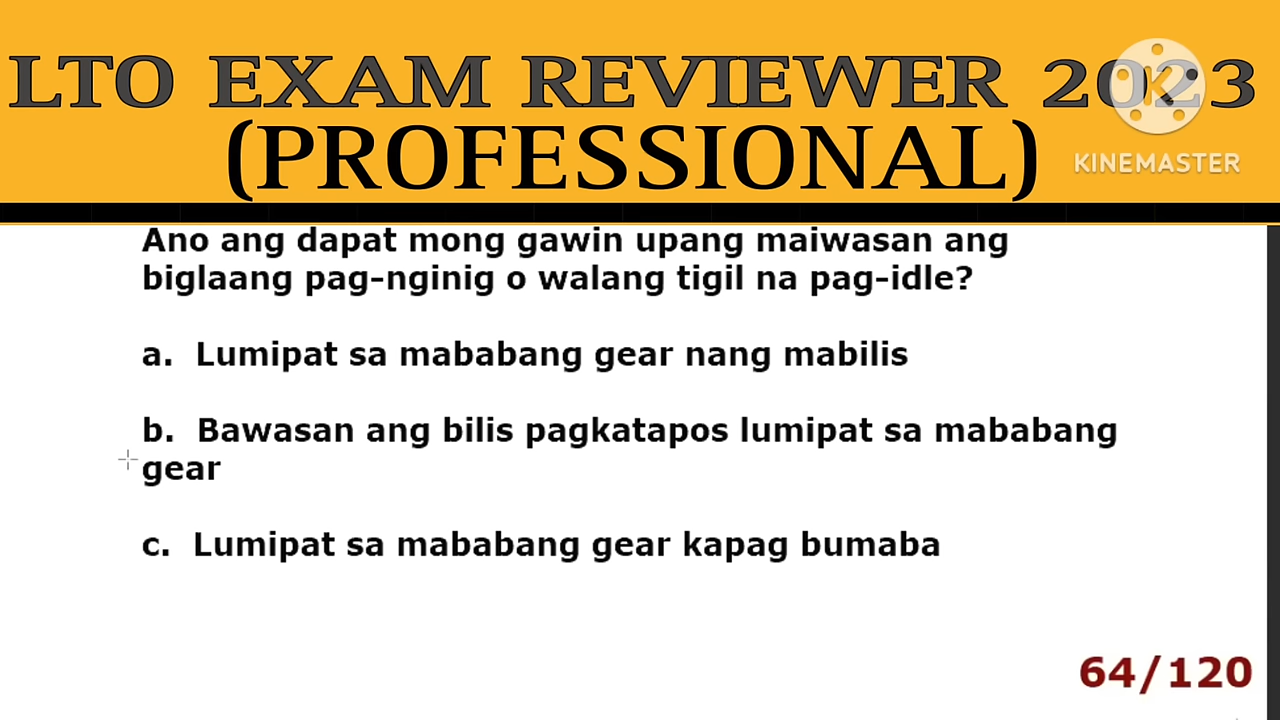 LTO EXAM REVIEWER 2023
(PROFESSIONAL)
KINEMASTER
Ano ang dapat mong gawin upang maiwasan ang
biglaang pag-nginig o walang tigil na pag-idle?
a. Lumipat sa mababang gear nang mabilis
b. Bawasan ang bilis pagkatapos lumipat sa mababang
gear
c. Lumipat sa mababang gear kapag bumaba
64/120